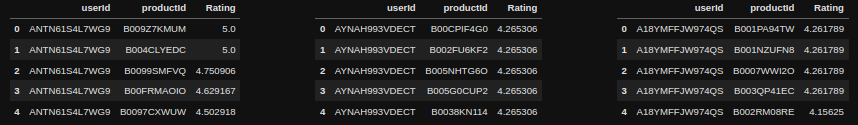 userId productId Rating userId productId Rating userId productId Rating
0 ANTN61S4L7WG9 B009Z7KMUM 5.0 0 AYNAH993VDECT B00CPIF4G0 4.265306 0 A18YMFFJW974QS B001PA94TW 4.261789
1 ANTN61S4L7WG9 B004CLYEDC 5.0 1 AYNAH993VDECT B002FU6KF2 4.265306 1 A18YMFFJW974QS B001NZUFN8 4.261789
2 ANTN61S4L7WG9 B0099SMFVQ 4.750906 2 AYNAH993VDECT B005NHTG6O 4.265306 2 A18YMFFJW974QS B0007WWI2O 4.261789
3 ANTN61S4L7WG9 B00FRMAOIO 4.629167 3 AYNAH993VDECT B005G0CUP2 4.265306 3 A18YMFFJW974QS B003QP41EC 4.261789
4 ANTN61S4L7WG9 B0097CXWUW 4.502918 4 AYNAH993VDECT B0038KN114 4.265306 4 A18YMFFJW974QS B002RM08RE 4.15625